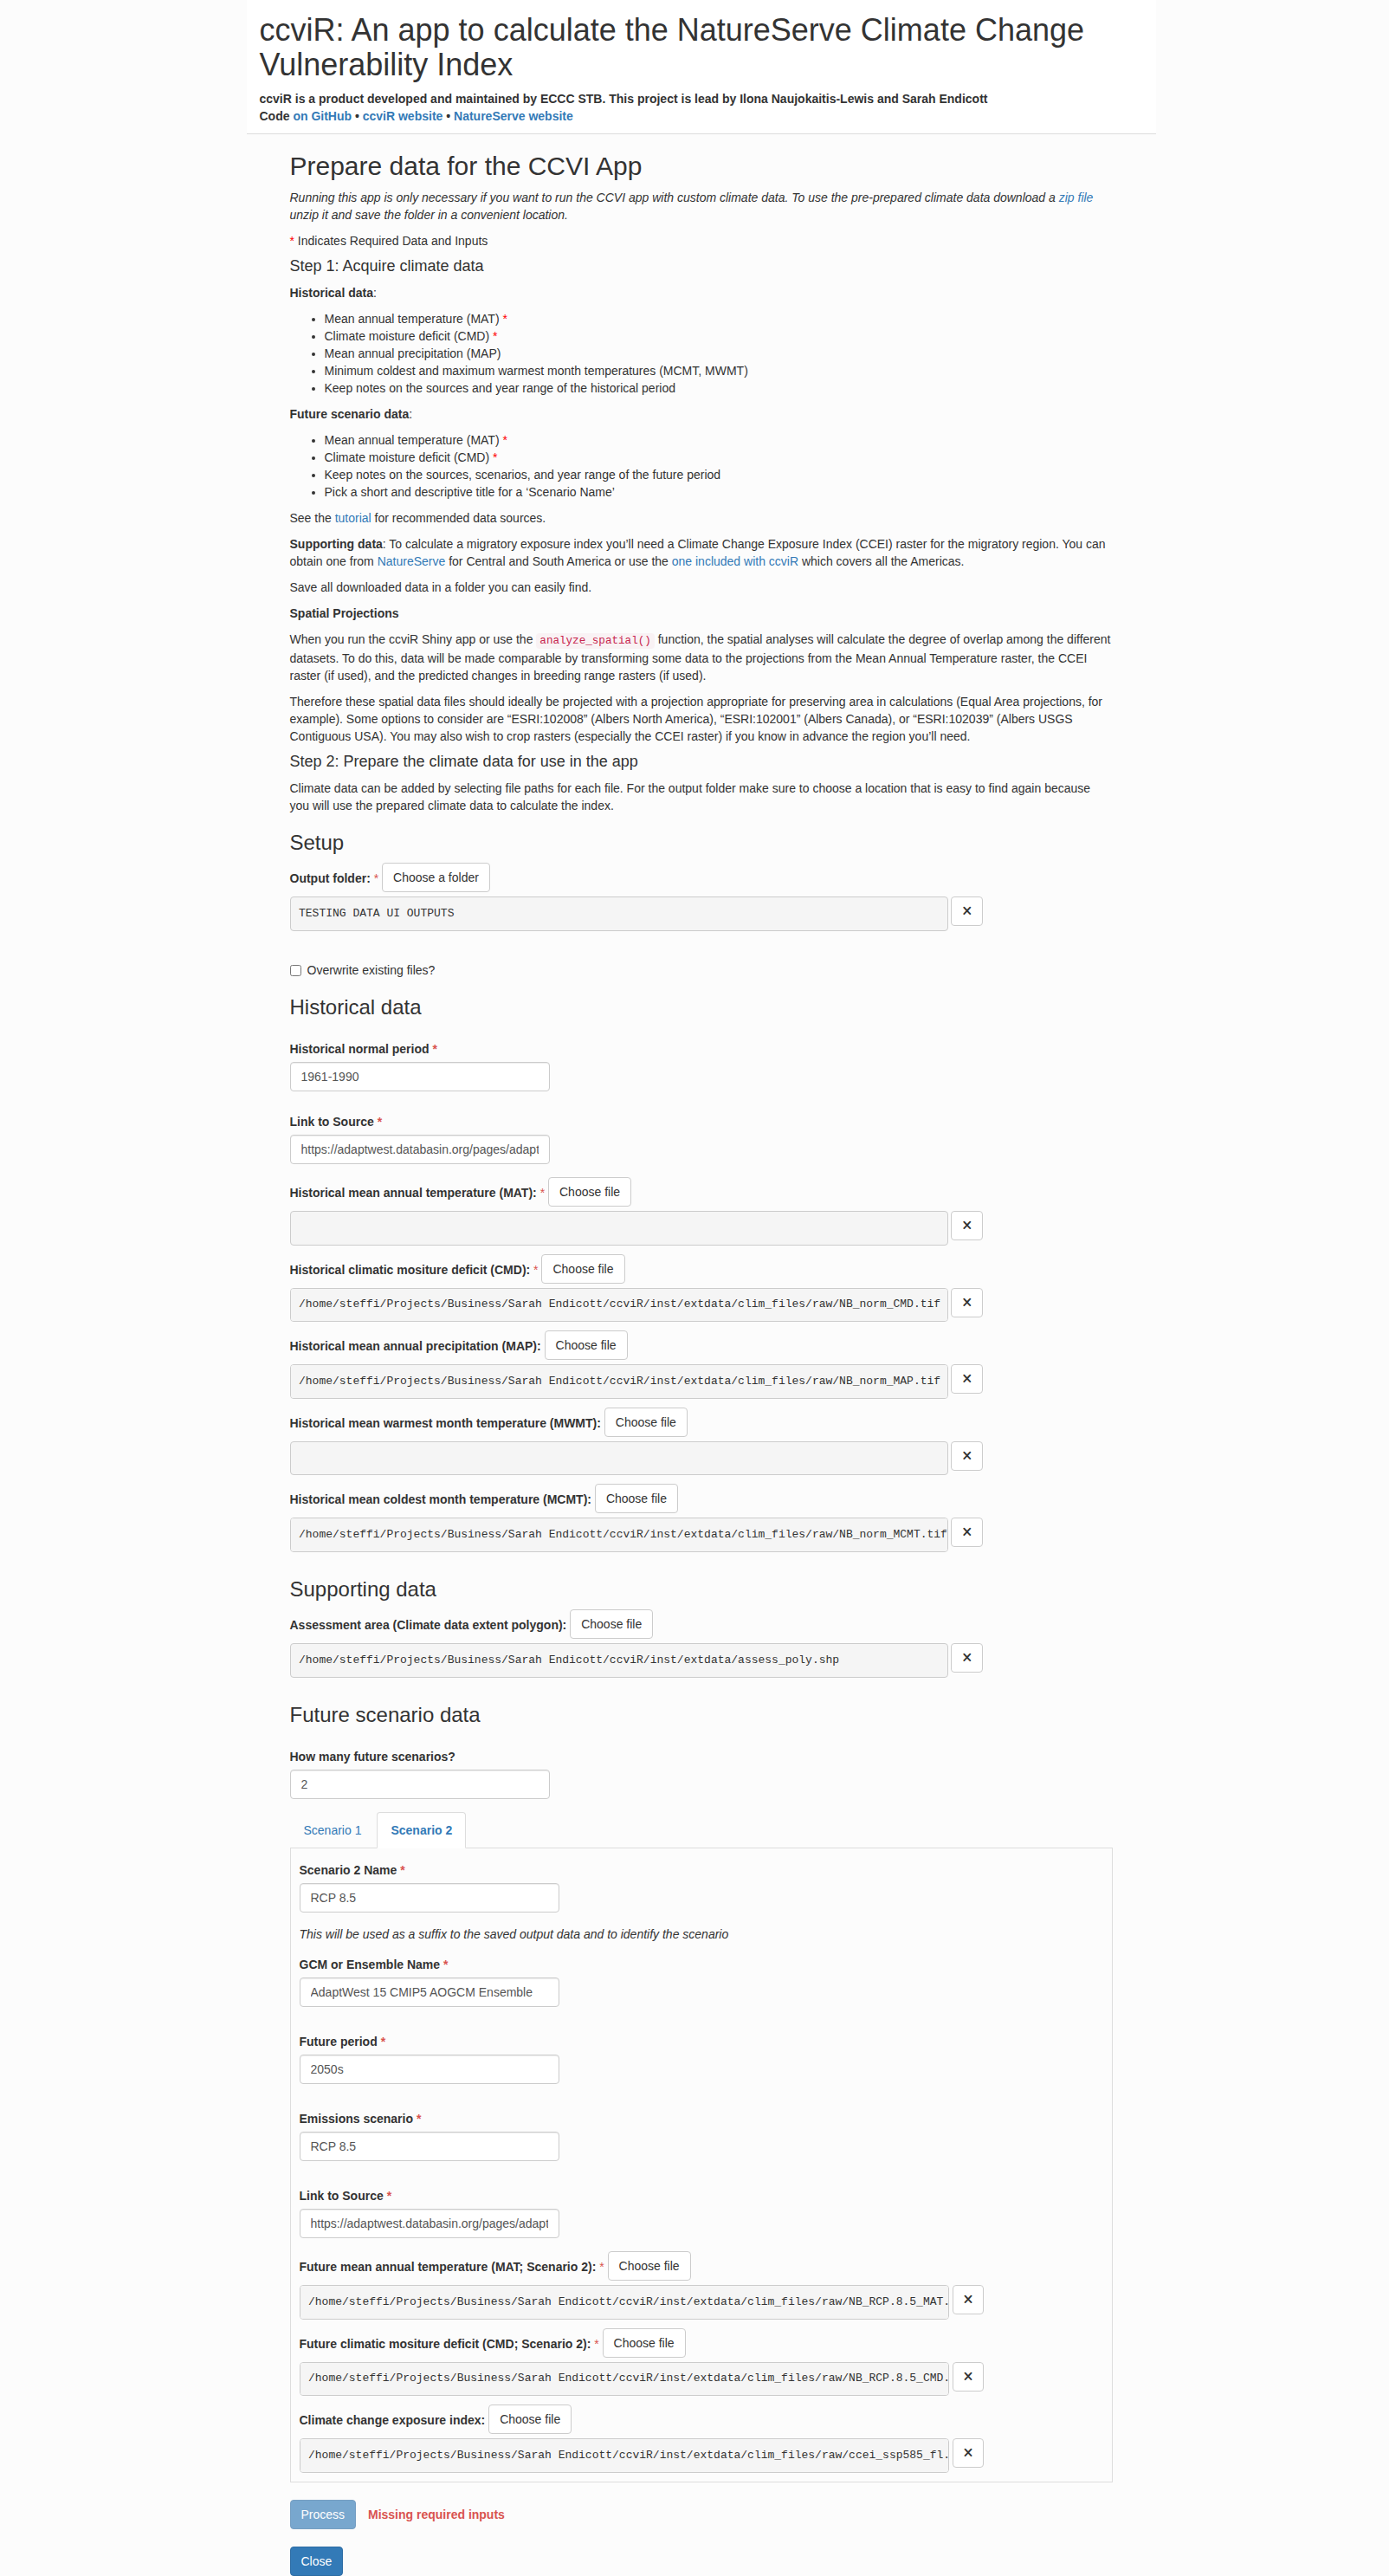 ccviR: An app to calculate the NatureServe Climate Change
Vulnerability Index
ccviR is a product developed and maintained by ECCC STB. This project is lead by Ilona Naujokaitis-Lewis and Sarah Endicott
Code on GitHub • ccviR website • NatureServe website
Prepare data for the CCVI App
Running this app is only necessary if you want to run the CCVI app with custom climate data. To use the pre-prepared climate data download a zip file
unzip it and save the folder in a convenient location.
* Indicates Required Data and Inputs
Step 1: Acquire climate data
Historical data:
• Mean annual temperature (MAT) *
• Climate moisture deficit (CMD) *
• Mean annual precipitation (MAP)
• Minimum coldest and maximum warmest month temperatures (MCMT, MWMT)
• Keep notes on the sources and year range of the historical period
Future scenario data:
• Mean annual temperature (MAT) *
• Climate moisture deficit (CMD) *
• Keep notes on the sources, scenarios, and year range of the future period
• Pick a short and descriptive title for a ‘Scenario Name’
See the tutorial for recommended data sources.
Supporting data: To calculate a migratory exposure index you’ll need a Climate Change Exposure Index (CCEI) raster for the migratory region. You can
obtain one from NatureServe for Central and South America or use the one included with ccviR which covers all the Americas.
Save all downloaded data in a folder you can easily find.
Spatial Projections
When you run the ccviR Shiny app or use the analyze_spatial() function, the spatial analyses will calculate the degree of overlap among the different
datasets. To do this, data will be made comparable by transforming some data to the projections from the Mean Annual Temperature raster, the CCEI
raster (if used), and the predicted changes in breeding range rasters (if used).
Therefore these spatial data files should ideally be projected with a projection appropriate for preserving area in calculations (Equal Area projections, for
example). Some options to consider are “ESRI:102008” (Albers North America), “ESRI:102001” (Albers Canada), or “ESRI:102039” (Albers USGS
Contiguous USA). You may also wish to crop rasters (especially the CCEI raster) if you know in advance the region you’ll need.
Step 2: Prepare the climate data for use in the app
Climate data can be added by selecting file paths for each file. For the output folder make sure to choose a location that is easy to find again because
you will use the prepared climate data to calculate the index.
Setup
Output folder: * Choose a folder
TESTING DATA UI OUTPUTS ×
Overwrite existing files?
Historical data
Historical normal period *
1961-1990
Link to Source *
https://adaptwest.databasin.org/pages/adapt
Historical mean annual temperature (MAT): * Choose file
×
Historical climatic mositure deficit (CMD): * Choose file
/home/steffi/Projects/Business/Sarah Endicott/ccviR/inst/extdata/clim_files/raw/NB_norm_CMD.tif ×
Historical mean annual precipitation (MAP): Choose file
/home/steffi/Projects/Business/Sarah Endicott/ccviR/inst/extdata/clim_files/raw/NB_norm_MAP.tif ×
Historical mean warmest month temperature (MWMT): Choose file
×
Historical mean coldest month temperature (MCMT): Choose file
/home/steffi/Projects/Business/Sarah Endicott/ccviR/inst/extdata/clim_files/raw/NB_norm_MCMT.tif ×
Supporting data
Assessment area (Climate data extent polygon): Choose file
/home/steffi/Projects/Business/Sarah Endicott/ccviR/inst/extdata/assess_poly.shp ×
Future scenario data
How many future scenarios?
2
Scenario 1 Scenario 2
Scenario 2 Name *
RCP 8.5
This will be used as a suffix to the saved output data and to identify the scenario
GCM or Ensemble Name *
AdaptWest 15 CMIP5 AOGCM Ensemble
Future period *
2050s
Emissions scenario *
RCP 8.5
Link to Source *
https://adaptwest.databasin.org/pages/adapt
Future mean annual temperature (MAT; Scenario 2): * Choose file
/home/steffi/Projects/Business/Sarah Endicott/ccviR/inst/extdata/clim_files/raw/NB_RCP.8.5_MAT. ×
Future climatic mositure deficit (CMD; Scenario 2): * Choose file
/home/steffi/Projects/Business/Sarah Endicott/ccviR/inst/extdata/clim_files/raw/NB_RCP.8.5_CMD. ×
Climate change exposure index: Choose file
/home/steffi/Projects/Business/Sarah Endicott/ccviR/inst/extdata/clim_files/raw/ccei_ssp585_fl. ×
Process Missing required inputs
Close